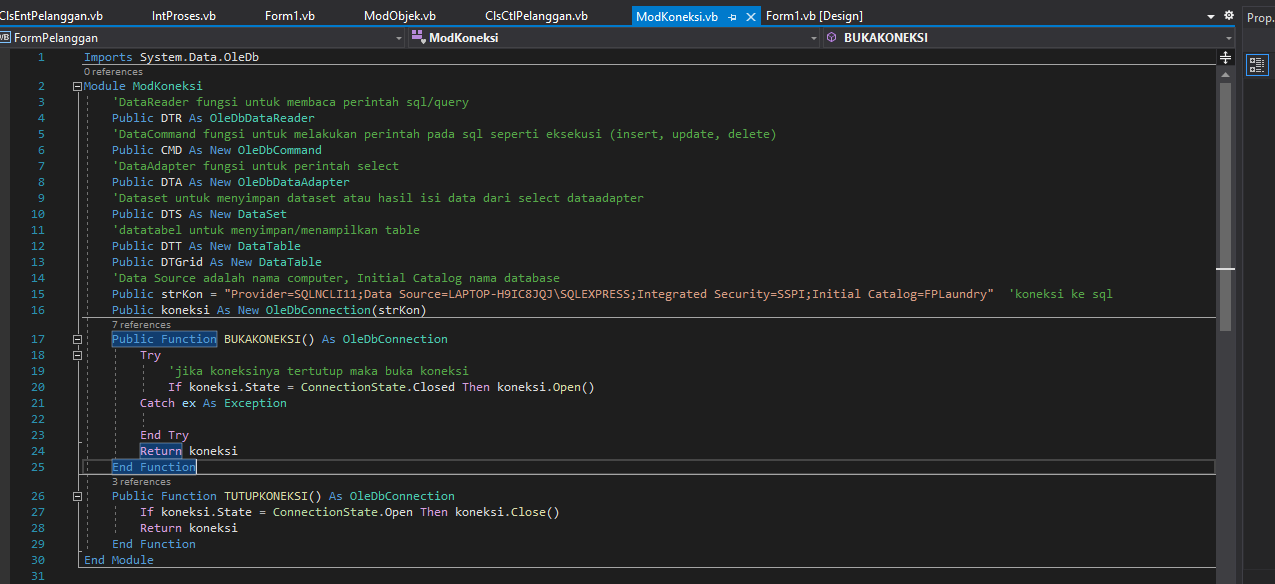 ClsEntPelanggan.vb IntProses.vb Form1.vb ModObjek.vb ClsCtlPelanggan.vb ModKoneksi.vb Form1.vb [Design] Prop.
VB FormPelanggan ModKoneksi BUKAKONEKSI
1 Imports System.Data.OleDb
0 references
2 Module ModKoneksi
3 'DataReader fungsi untuk membaca perintah sql/query
4 Public DTR As OleDbDataReader
5 'DataCommand fungsi untuk melakukan perintah pada sql seperti eksekusi (insert, update, delete)
6 Public CMD As New OleDbCommand
7 'DataAdapter fungsi untuk perintah select
8 Public DTA As New OleDbDataAdapter
9 'Dataset untuk menyimpan dataset atau hasil isi data dari select dataadapter
10 Public DTS As New DataSet
11 'datatabel untuk menyimpan/menampilkan table
12 Public DTT As New DataTable
13 Public DTGrid As New DataTable
14 'Data Source adalah nama computer, Initial Catalog nama database
15 Public strKon = "Provider=SQLNCLI11;Data Source=LAPTOP-H9IC8JQJ\SQLEXPRESS;Integrated Security=SSPI;Initial Catalog=FPLaundry" 'koneksi ke sql
16 Public koneksi As New OleDbConnection(strKon)
7 references
17 Public Function BUKAKONEKSI() As OleDbConnection
18 Try
19 'jika koneksinya tertutup maka buka koneksi
20 If koneksi.State = ConnectionState.Closed Then koneksi.Open()
21 Catch ex As Exception
22
23 End Try
24 Return koneksi
25 End Function
3 references
26 Public Function TUTUPKONEKSI() As OleDbConnection
27 If koneksi.State = ConnectionState.Open Then koneksi.Close()
28 Return koneksi
29 End Function
30 End Module
31